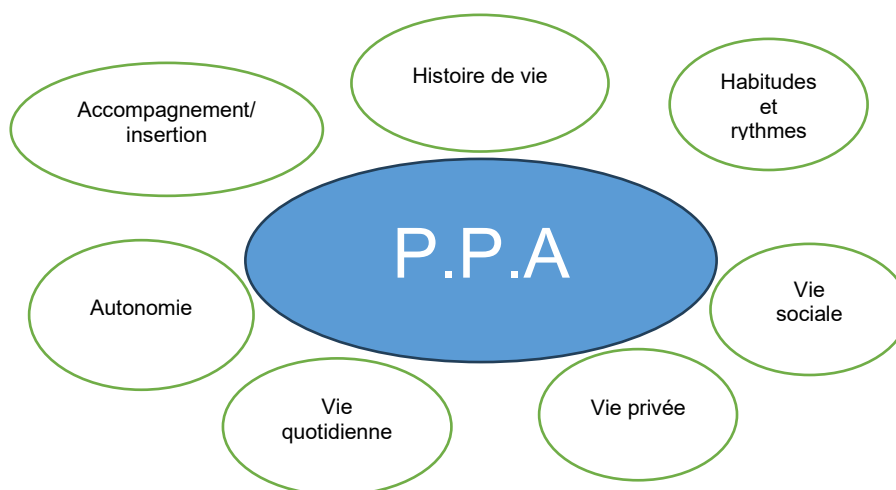 Histoire de vie
Habitudes
et
rythmes
Accompagnement/
insertion
P.P.A
Autonomie
Vie
sociale
Vie privée
Vie
quotidienne